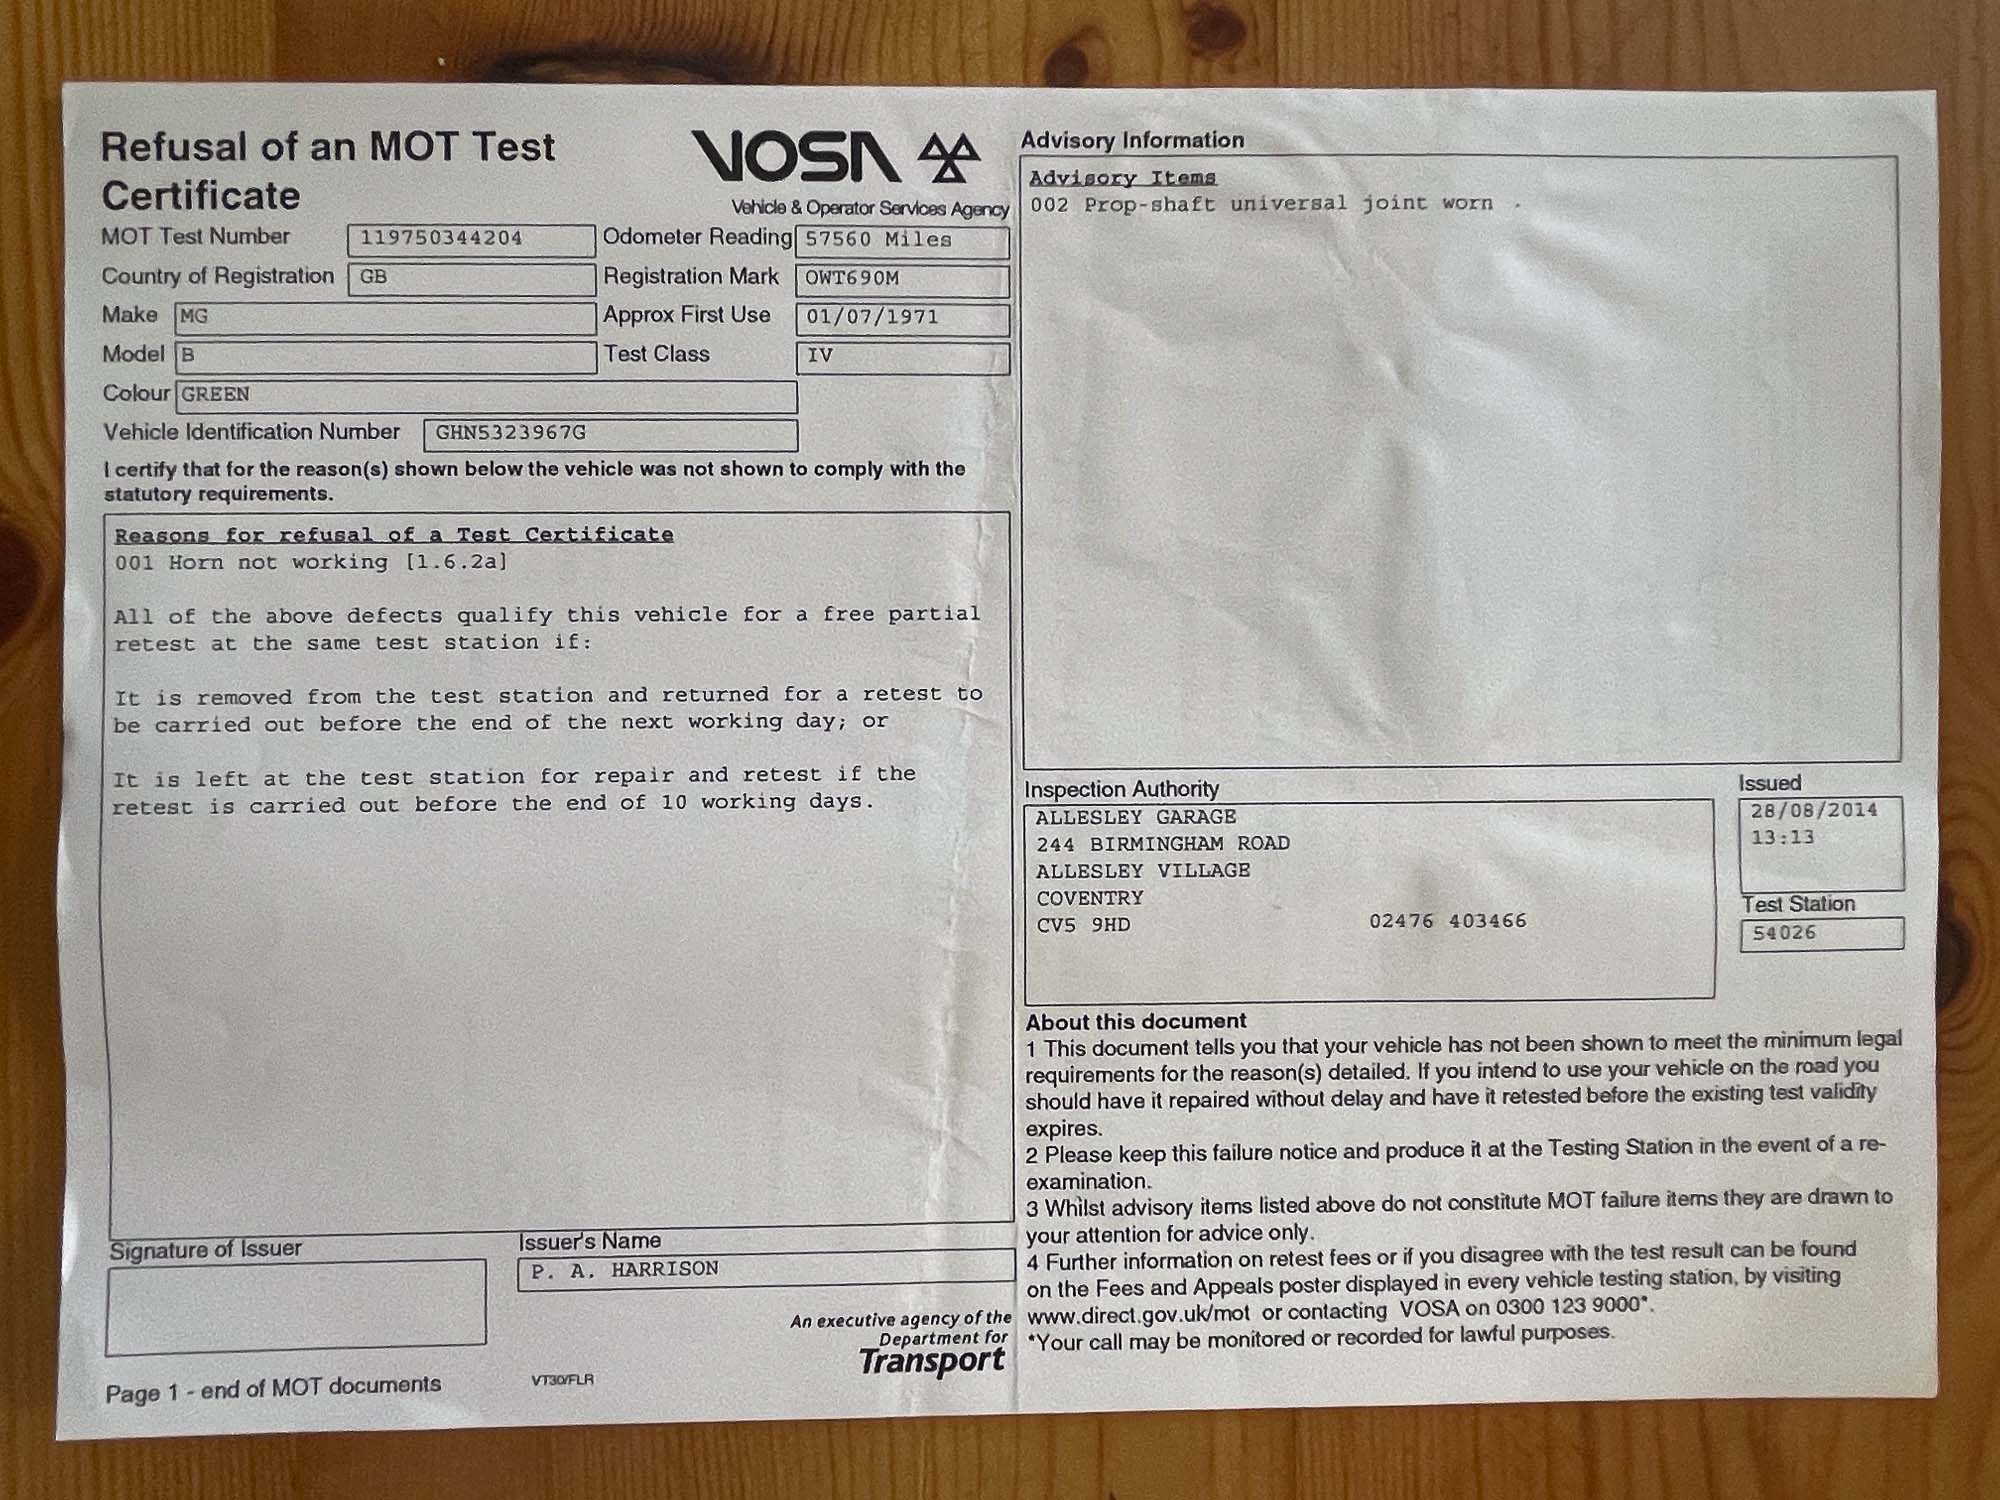 Refusal of an MOT Test
Certificate
VOSA
Vehicle & Operator Services Agency
MOT Test Number 119750344204 Odometer Reading 57560 Miles
Country of Registration GB Registration Mark OWT690M
Make MG Approx First Use 01/07/1971
Model B Test Class IV
Colour GREEN
Vehicle Identification Number GHN5323967G
I certify that for the reason(s) shown below the vehicle was not shown to comply with the
statutory requirements.
Reasons for refusal of a Test Certificate
001 Horn not working [1.6.2a]
All of the above defects qualify this vehicle for a free partial
retest at the same test station if:
It is removed from the test station and returned for a retest to
be carried out before the end of the next working day; or
It is left at the test station for repair and retest if the
retest is carried out before the end of 10 working days.
Signature of Issuer
Issuer's Name
P. A. HARRISON
An executive agency of the
Department for
Transport
Page 1 - end of MOT documents
VT30/FLR
Advisory Information
Advisory Items
002 Prop-shaft universal joint worn
Inspection Authority
ALLESLEY GARAGE
244 BIRMINGHAM ROAD
ALLESLEY VILLAGE
COVENTRY
CV5 9HD 02476 403466
Issued
28/08/2014
13:13
Test Station
54026
About this document
1 This document tells you that your vehicle has not been shown to meet the minimum legal
requirements for the reason(s) detailed. If you intend to use your vehicle on the road you
should have it repaired without delay and have it retested before the existing test validity
expires.
2 Please keep this failure notice and produce it at the Testing Station in the event of a re-
examination.
3 Whilst advisory items listed above do not constitute MOT failure items they are drawn to
your attention for advice only.
4 Further information on retest fees or if you disagree with the test result can be found
on the Fees and Appeals poster displayed in every vehicle testing station, by visiting
www.direct.gov.uk/mot or contacting VOSA on 0300 123 9000*.
*Your call may be monitored or recorded for lawful purposes.